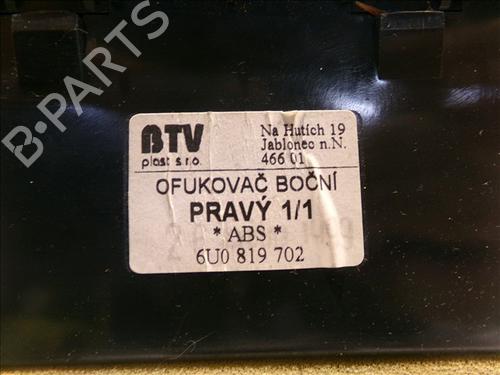 BTV
plast s.r.o.
Na Hutích 19
Jablonec n.N.
466 01
OFUKOVAČ BOČNÍ
PRAVÝ 1/1
* ABS *
6U0 819 702
B-PARTS